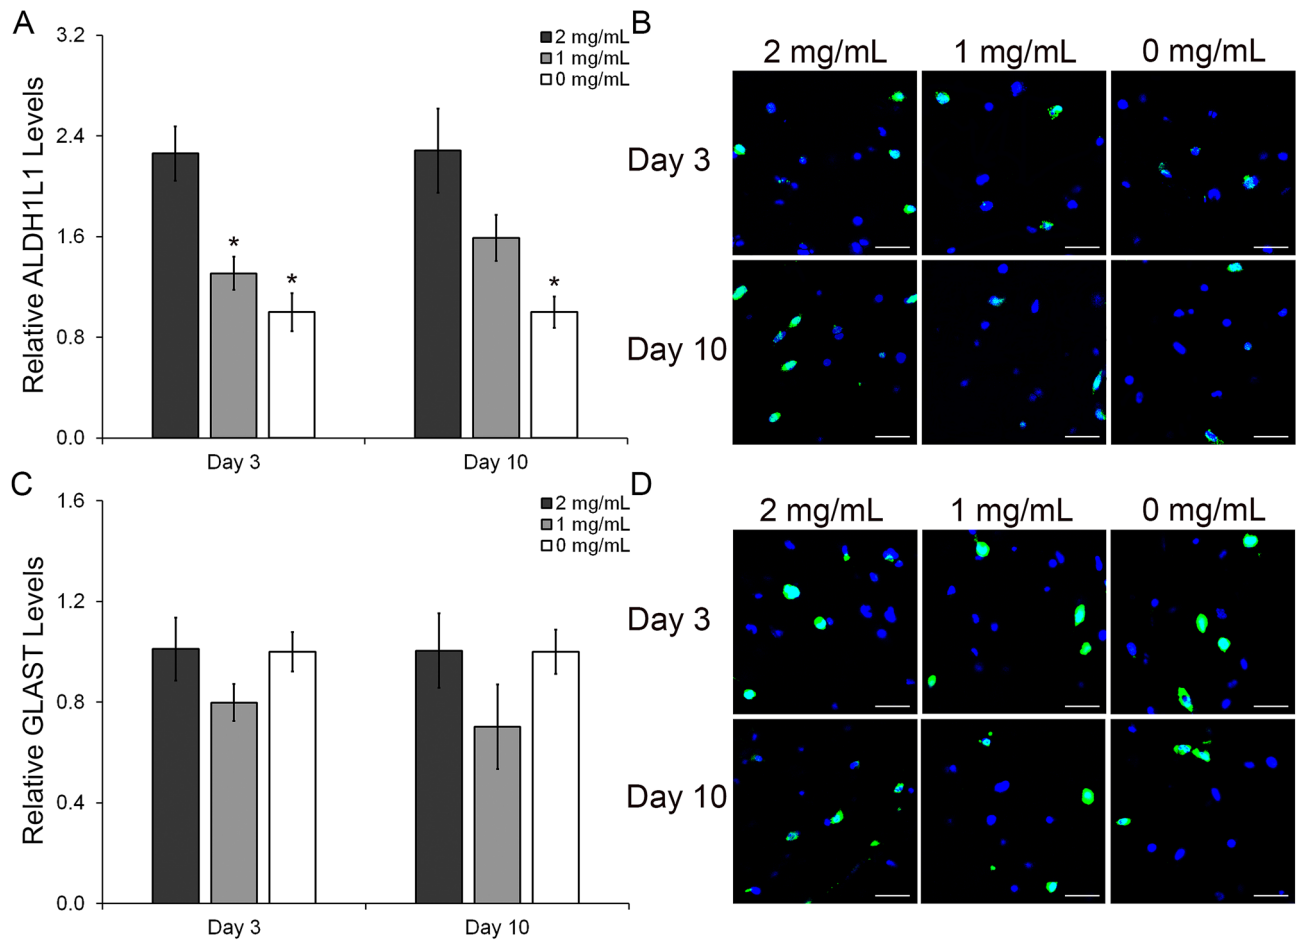 A
Relative ALDH1L1 Levels
3.2
2.4
1.6
0.8
0.0
2 mg/mL
1 mg/mL
0 mg/mL
*
*
*
Day 3
Day 10
B
2 mg/mL
1 mg/mL
0 mg/mL
Day 3
Day 10
C
Relative GLAST Levels
1.6
1.2
0.8
0.4
0.0
2 mg/mL
1 mg/mL
0 mg/mL
Day 3
Day 10
D
2 mg/mL
1 mg/mL
0 mg/mL
Day 3
Day 10